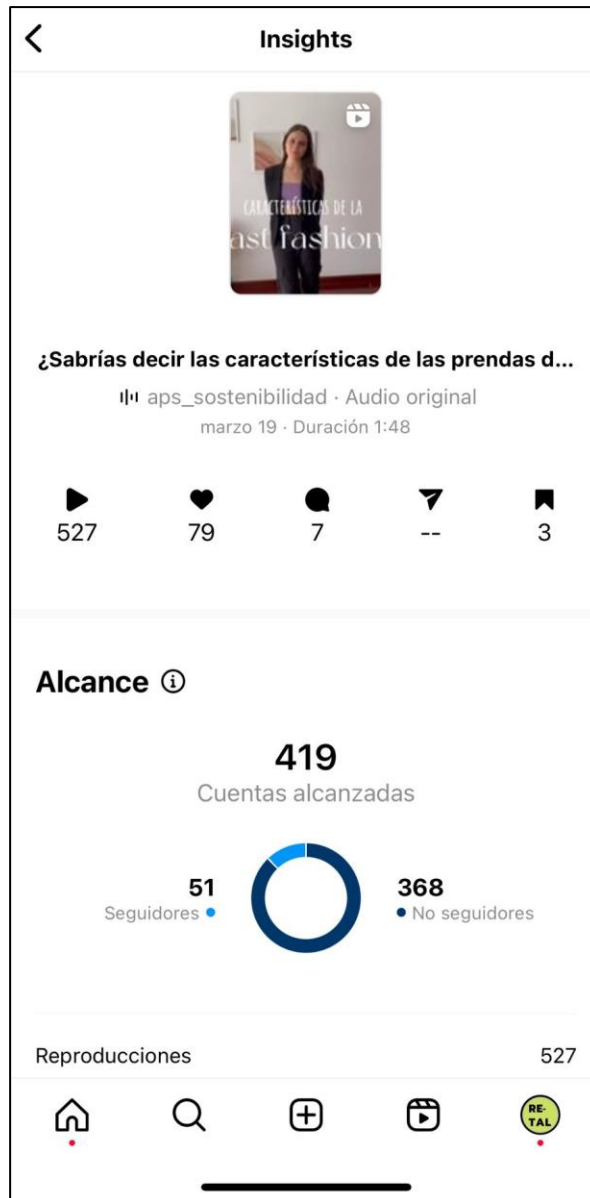 Insights
CARACTERÍSTICAS DE LA
ast fashion
¿Sabrías decir las características de las prendas d...
aps_sostenibilidad · Audio original
marzo 19 · Duración 1:48
527 79 7 -- 3
Alcance
419
Cuentas alcanzadas
51 368
Seguidores No seguidores
Reproducciones 527
RE-
TAL